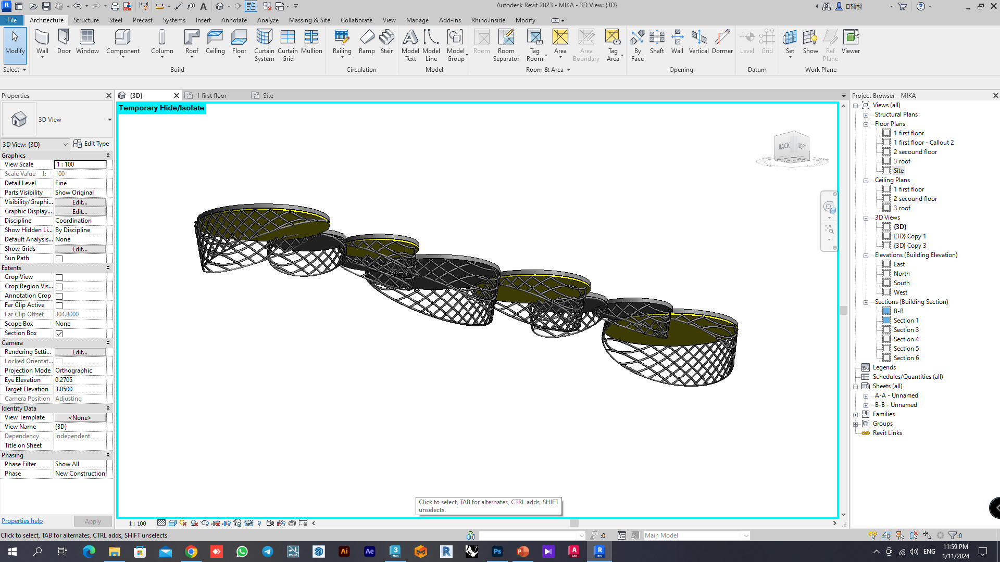 Autodesk Revit 2023 - MIKA - 3D View: {3D}
File Architecture Structure Steel Precast Systems Insert Annotate Analyze Massing & Site Collaborate View Manage Add-Ins Rhino.Inside Modify
Modify Wall Door Window Component Column Roof Ceiling Floor Curtain System Curtain Grid Mullion Railing Ramp Stair Model Text Model Line Model Group Room Room Separator Tag Room Area Area Boundary Tag Area By Face Shaft Wall Vertical Dormer Level Grid Set Show Ref Plane Viewer
Select Build Circulation Model Room & Area Opening Datum Work Plane
Properties
3D View
3D View: {3D} Edit Type
Graphics
View Scale 1 : 100
Scale Value 1: 100
Detail Level Fine
Parts Visibility Show Original
Visibility/Graphi... Edit...
Graphic Display... Edit...
Discipline Coordination
Show Hidden Li... By Discipline
Default Analysis... None
Show Grids Edit...
Sun Path
Extents
Crop View
Crop Region Vis...
Annotation Crop
Far Clip Active
Far Clip Offset 304.8000
Scope Box None
Section Box
Camera
Rendering Setti... Edit...
Locked Orientat...
Projection Mode Orthographic
Eye Elevation 0.2705
Target Elevation 3.0500
Camera Position Adjusting
Identity Data
View Template <None>
View Name {3D}
Dependency Independent
Title on Sheet
Phasing
Phase Filter Show All
Phase New Construction
Properties help Apply
{3D} 1 first floor Site
Temporary Hide/Isolate
BACK LEFT
Click to select, TAB for alternates, CTRL adds, SHIFT
unselects.
1 : 100
Project Browser - MIKA
Views (all)
Structural Plans
Floor Plans
1 first floor
1 first floor - Callout 2
2 secound floor
3 roof
Site
Ceiling Plans
1 first floor
2 secound floor
3 roof
3D Views
{3D}
{3D} Copy 1
{3D} Copy 3
Elevations (Building Elevation)
East
North
South
West
Sections (Building Section)
B-B
Section 1
Section 3
Section 4
Section 5
Section 6
Legends
Schedules/Quantities (all)
Sheets (all)
A-A - Unnamed
B-B - Unnamed
Families
Groups
Revit Links
Click to select, TAB for alternates, CTRL adds, SHIFT unselects. :0 Main Model :0
Ai Ae 3 MAX R Ps P A CAD R RVT ENG 11:59 PM
1/11/2024